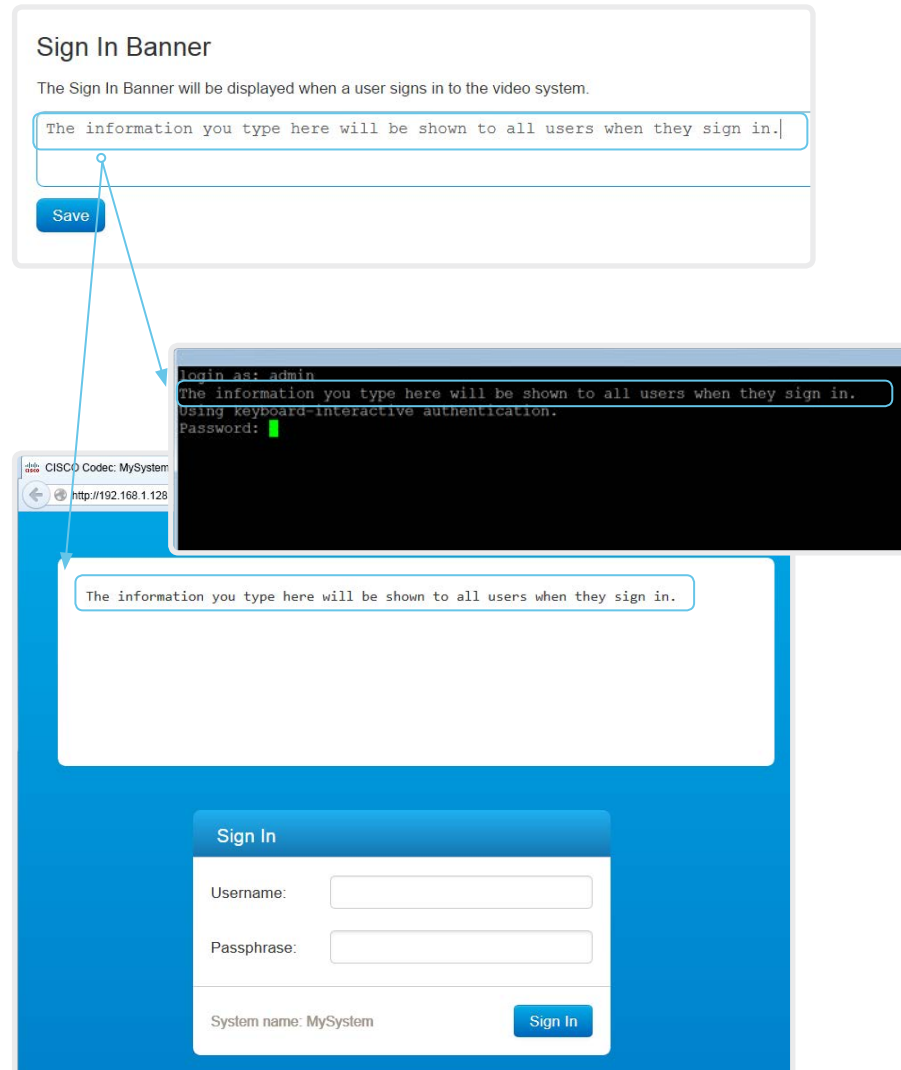 Sign In Banner
The Sign In Banner will be displayed when a user signs in to the video system.
The information you type here will be shown to all users when they sign in.
Save
login as: admin
The information you type here will be shown to all users when they sign in.
Using keyboard-interactive authentication.
Password:
cisco
CISCO Codec: MySystem
http://192.168.1.128
The information you type here will be shown to all users when they sign in.
Sign In
Username:
Passphrase:
System name: MySystem
Sign In